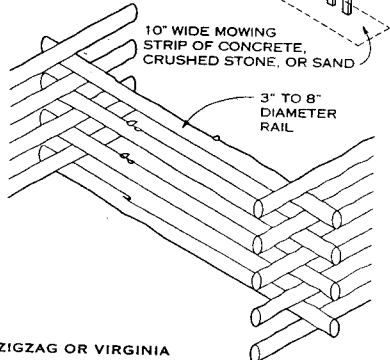 10" WIDE MOWING
STRIP OF CONCRETE,
CRUSHED STONE, OR SAND
3" TO 8"
DIAMETER
RAIL
ZIGZAG OR VIRGINIA